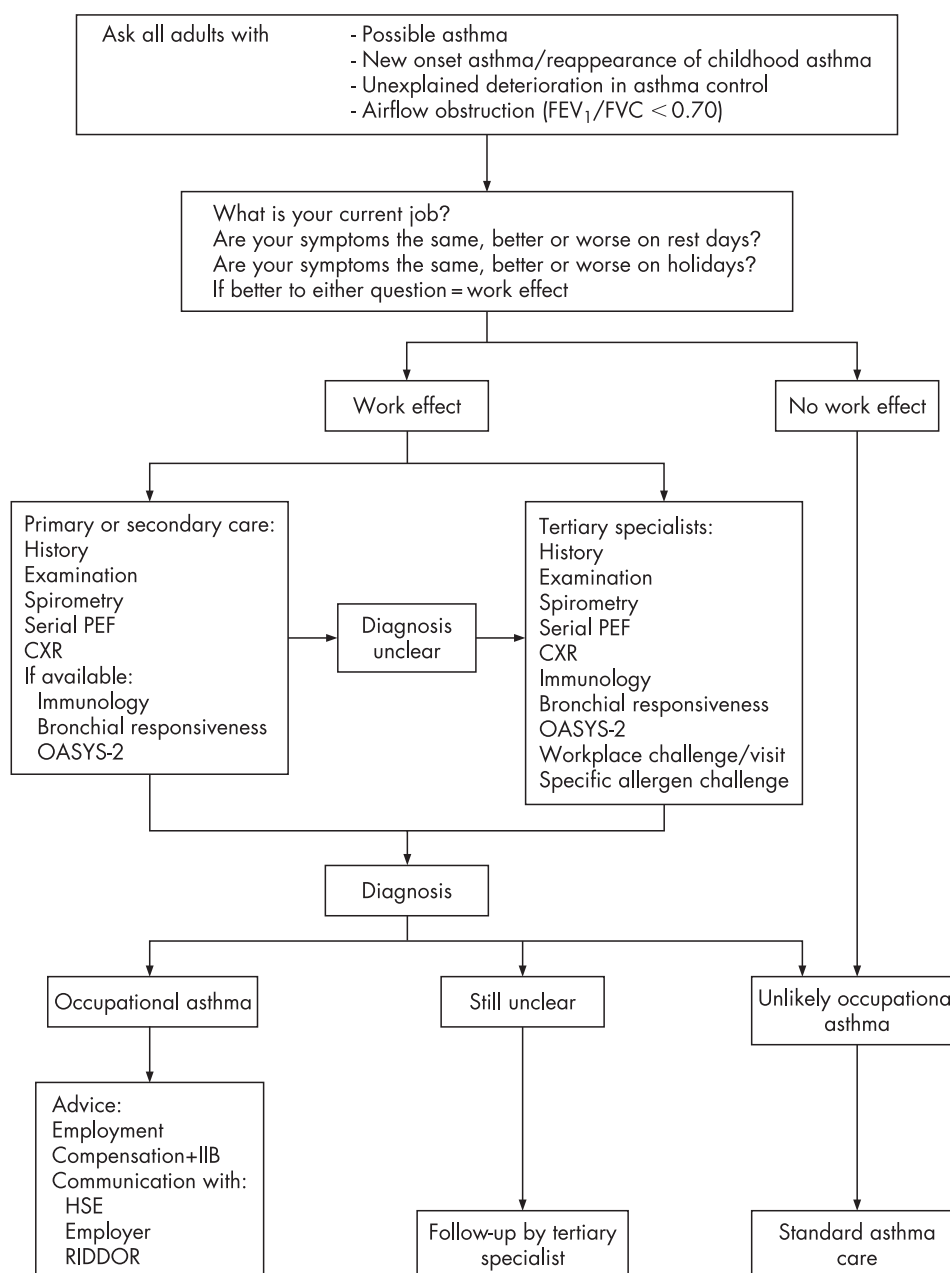 Ask all adults with
- Possible asthma
- New onset asthma/reappearance of childhood asthma
- Unexplained deterioration in asthma control
- Airflow obstruction (FEV₁/FVC < 0.70)
What is your current job?
Are your symptoms the same, better or worse on rest days?
Are your symptoms the same, better or worse on holidays?
If better to either question = work effect
Work effect
No work effect
Primary or secondary care:
History
Examination
Spirometry
Serial PEF
CXR
If available:
Immunology
Bronchial responsiveness
OASYS-2
Diagnosis
unclear
Tertiary specialists:
History
Examination
Spirometry
Serial PEF
CXR
Immunology
Bronchial responsiveness
OASYS-2
Workplace challenge/visit
Specific allergen challenge
Diagnosis
Occupational asthma
Still unclear
Unlikely occupationa
asthma
Advice:
Employment
Compensation+IIB
Communication with:
HSE
Employer
RIDDOR
Follow-up by tertiary
specialist
Standard asthma
care